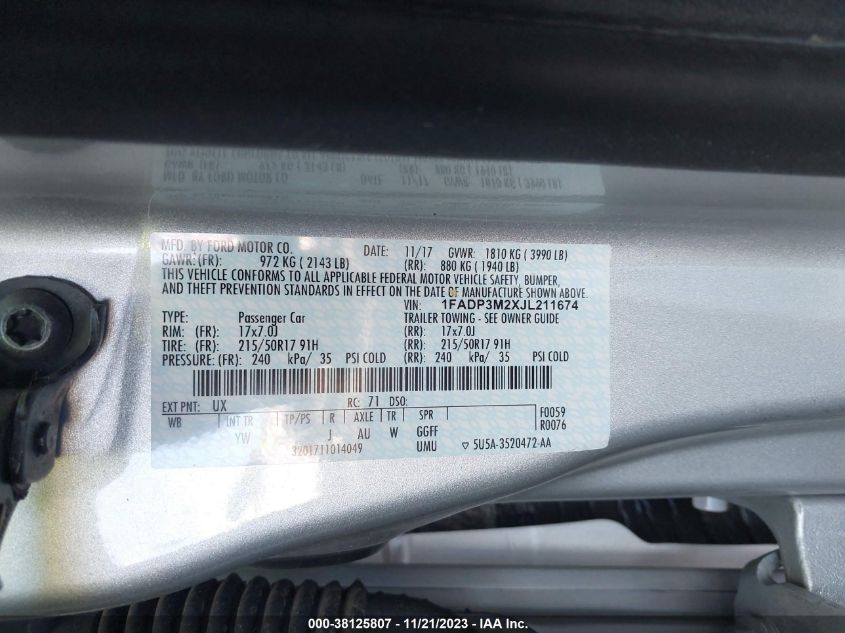 MFD. BY FORD MOTOR CO. DATE: 11/17 GVWR: 1810 KG ( 3990 LB)
GAWR:(FR): 972 KG ( 2143 LB) (RR): 880 KG ( 1940 LB)
THIS VEHICLE CONFORMS TO ALL APPLICABLE FEDERAL MOTOR VEHICLE SAFETY, BUMPER,
AND THEFT PREVENTION STANDARDS IN EFFECT ON THE DATE OF MANUFACTURE SHOWN ABOVE.
VIN: 1FADP3M2XJL211674
TYPE: Passenger Car TRAILER TOWING - SEE OWNER GUIDE
RIM: (FR): 17x7.0J (RR): 17x7.0J
TIRE: (FR): 215/50R17 91H (RR): 215/50R17 91H
PRESSURE:(FR): 240 kPa/ 35 PSI COLD (RR): 240 kPa/ 35 PSI COLD
EXT PNT: UX RC: 71 DSO: F0059
WB INT TR TP/PS R AXLE TR SPR R0076
YW J AU W GGFF
3201711014049 UMU ▽ 5U5A-3520472-AA
000-38125807 - 11/21/2023 - IAA Inc.